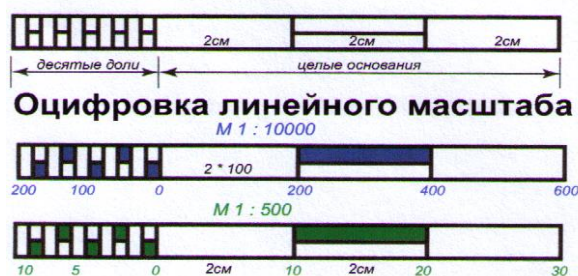 2см 2см 2см
десятые доли целые основания
Оцифровка линейного масштаба
М 1 : 10000
2 * 100
200 100 0 200 400 600
М 1 : 500
10 5 0 2см 10 2см 20 30